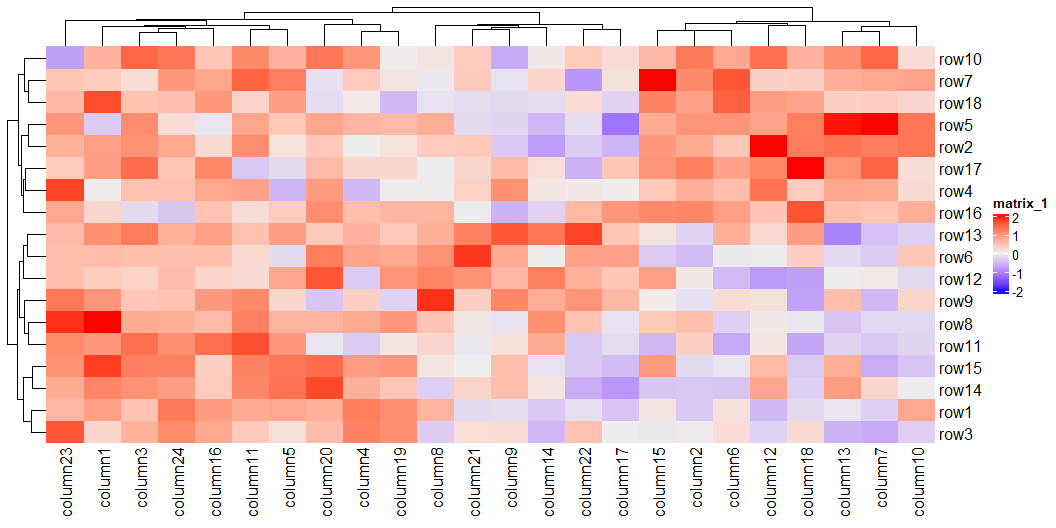 row10
row7
row18
row5
row2
row17
row4
row16
row13
row6
row12
row9
row8
row11
row15
row14
row1
row3
matrix_1
2
1
0
-1
-2
column23
column1
column3
column24
column16
column11
column5
column20
column4
column19
column8
column21
column9
column14
column22
column17
column15
column2
column6
column12
column18
column13
column7
column10